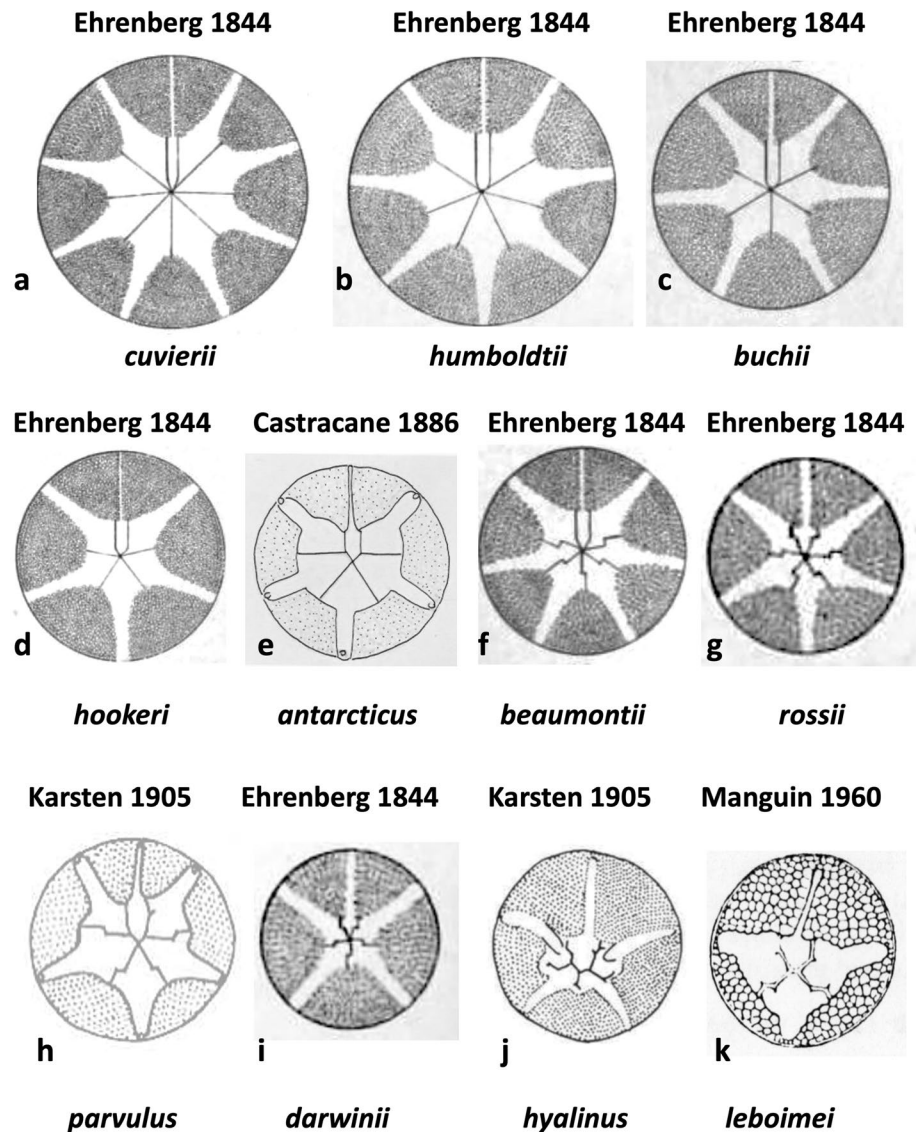 Ehrenberg 1844 Ehrenberg 1844 Ehrenberg 1844
a b c
cuvierii humboldtii buchii
Ehrenberg 1844 Castracane 1886 Ehrenberg 1844 Ehrenberg 1844
d e f g
hookeri antarcticus beaumontii rossii
Karsten 1905 Ehrenberg 1844 Karsten 1905 Manguin 1960
h i j k
parvulus darwinii hyalinus leboimei